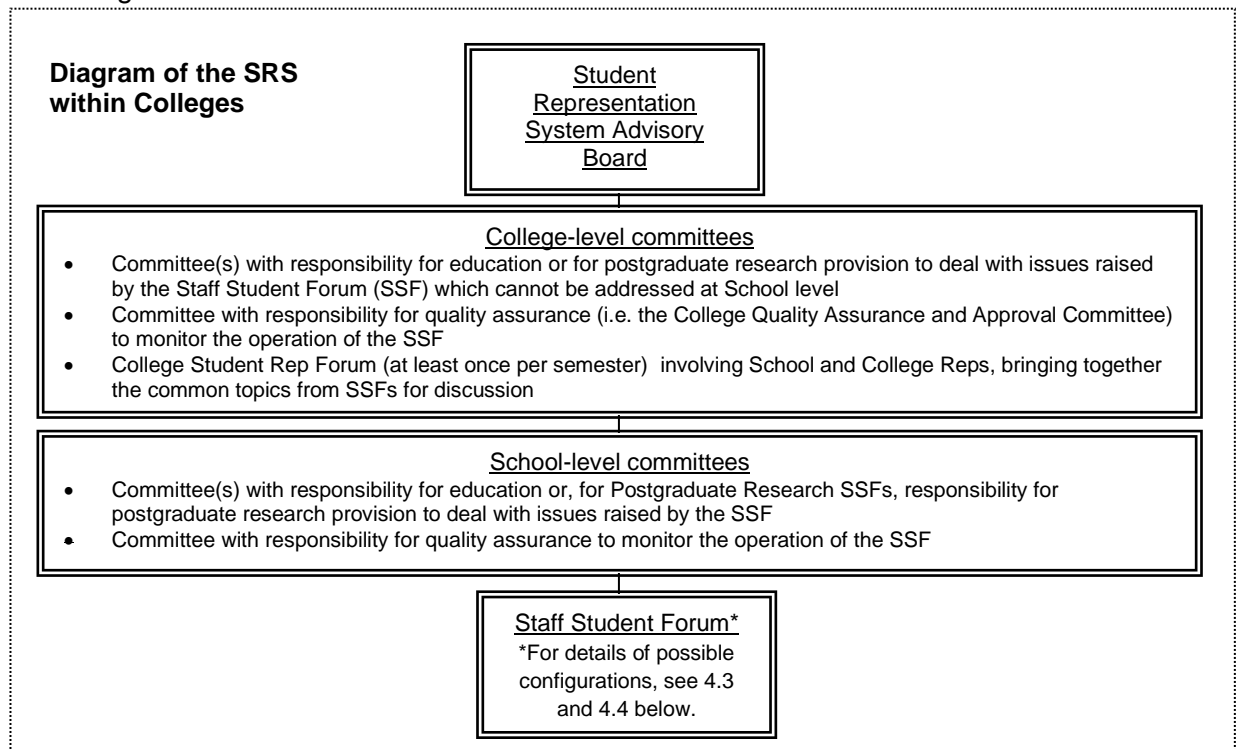 Diagram of the SRS
within Colleges
Student
Representation
System Advisory
Board
College-level committees
• Committee(s) with responsibility for education or for postgraduate research provision to deal with issues raised
by the Staff Student Forum (SSF) which cannot be addressed at School level
• Committee with responsibility for quality assurance (i.e. the College Quality Assurance and Approval Committee)
to monitor the operation of the SSF
• College Student Rep Forum (at least once per semester) involving School and College Reps, bringing together
the common topics from SSFs for discussion
School-level committees
• Committee(s) with responsibility for education or, for Postgraduate Research SSFs, responsibility for
postgraduate research provision to deal with issues raised by the SSF
• Committee with responsibility for quality assurance to monitor the operation of the SSF
Staff Student Forum*
*For details of possible
configurations, see 4.3
and 4.4 below.